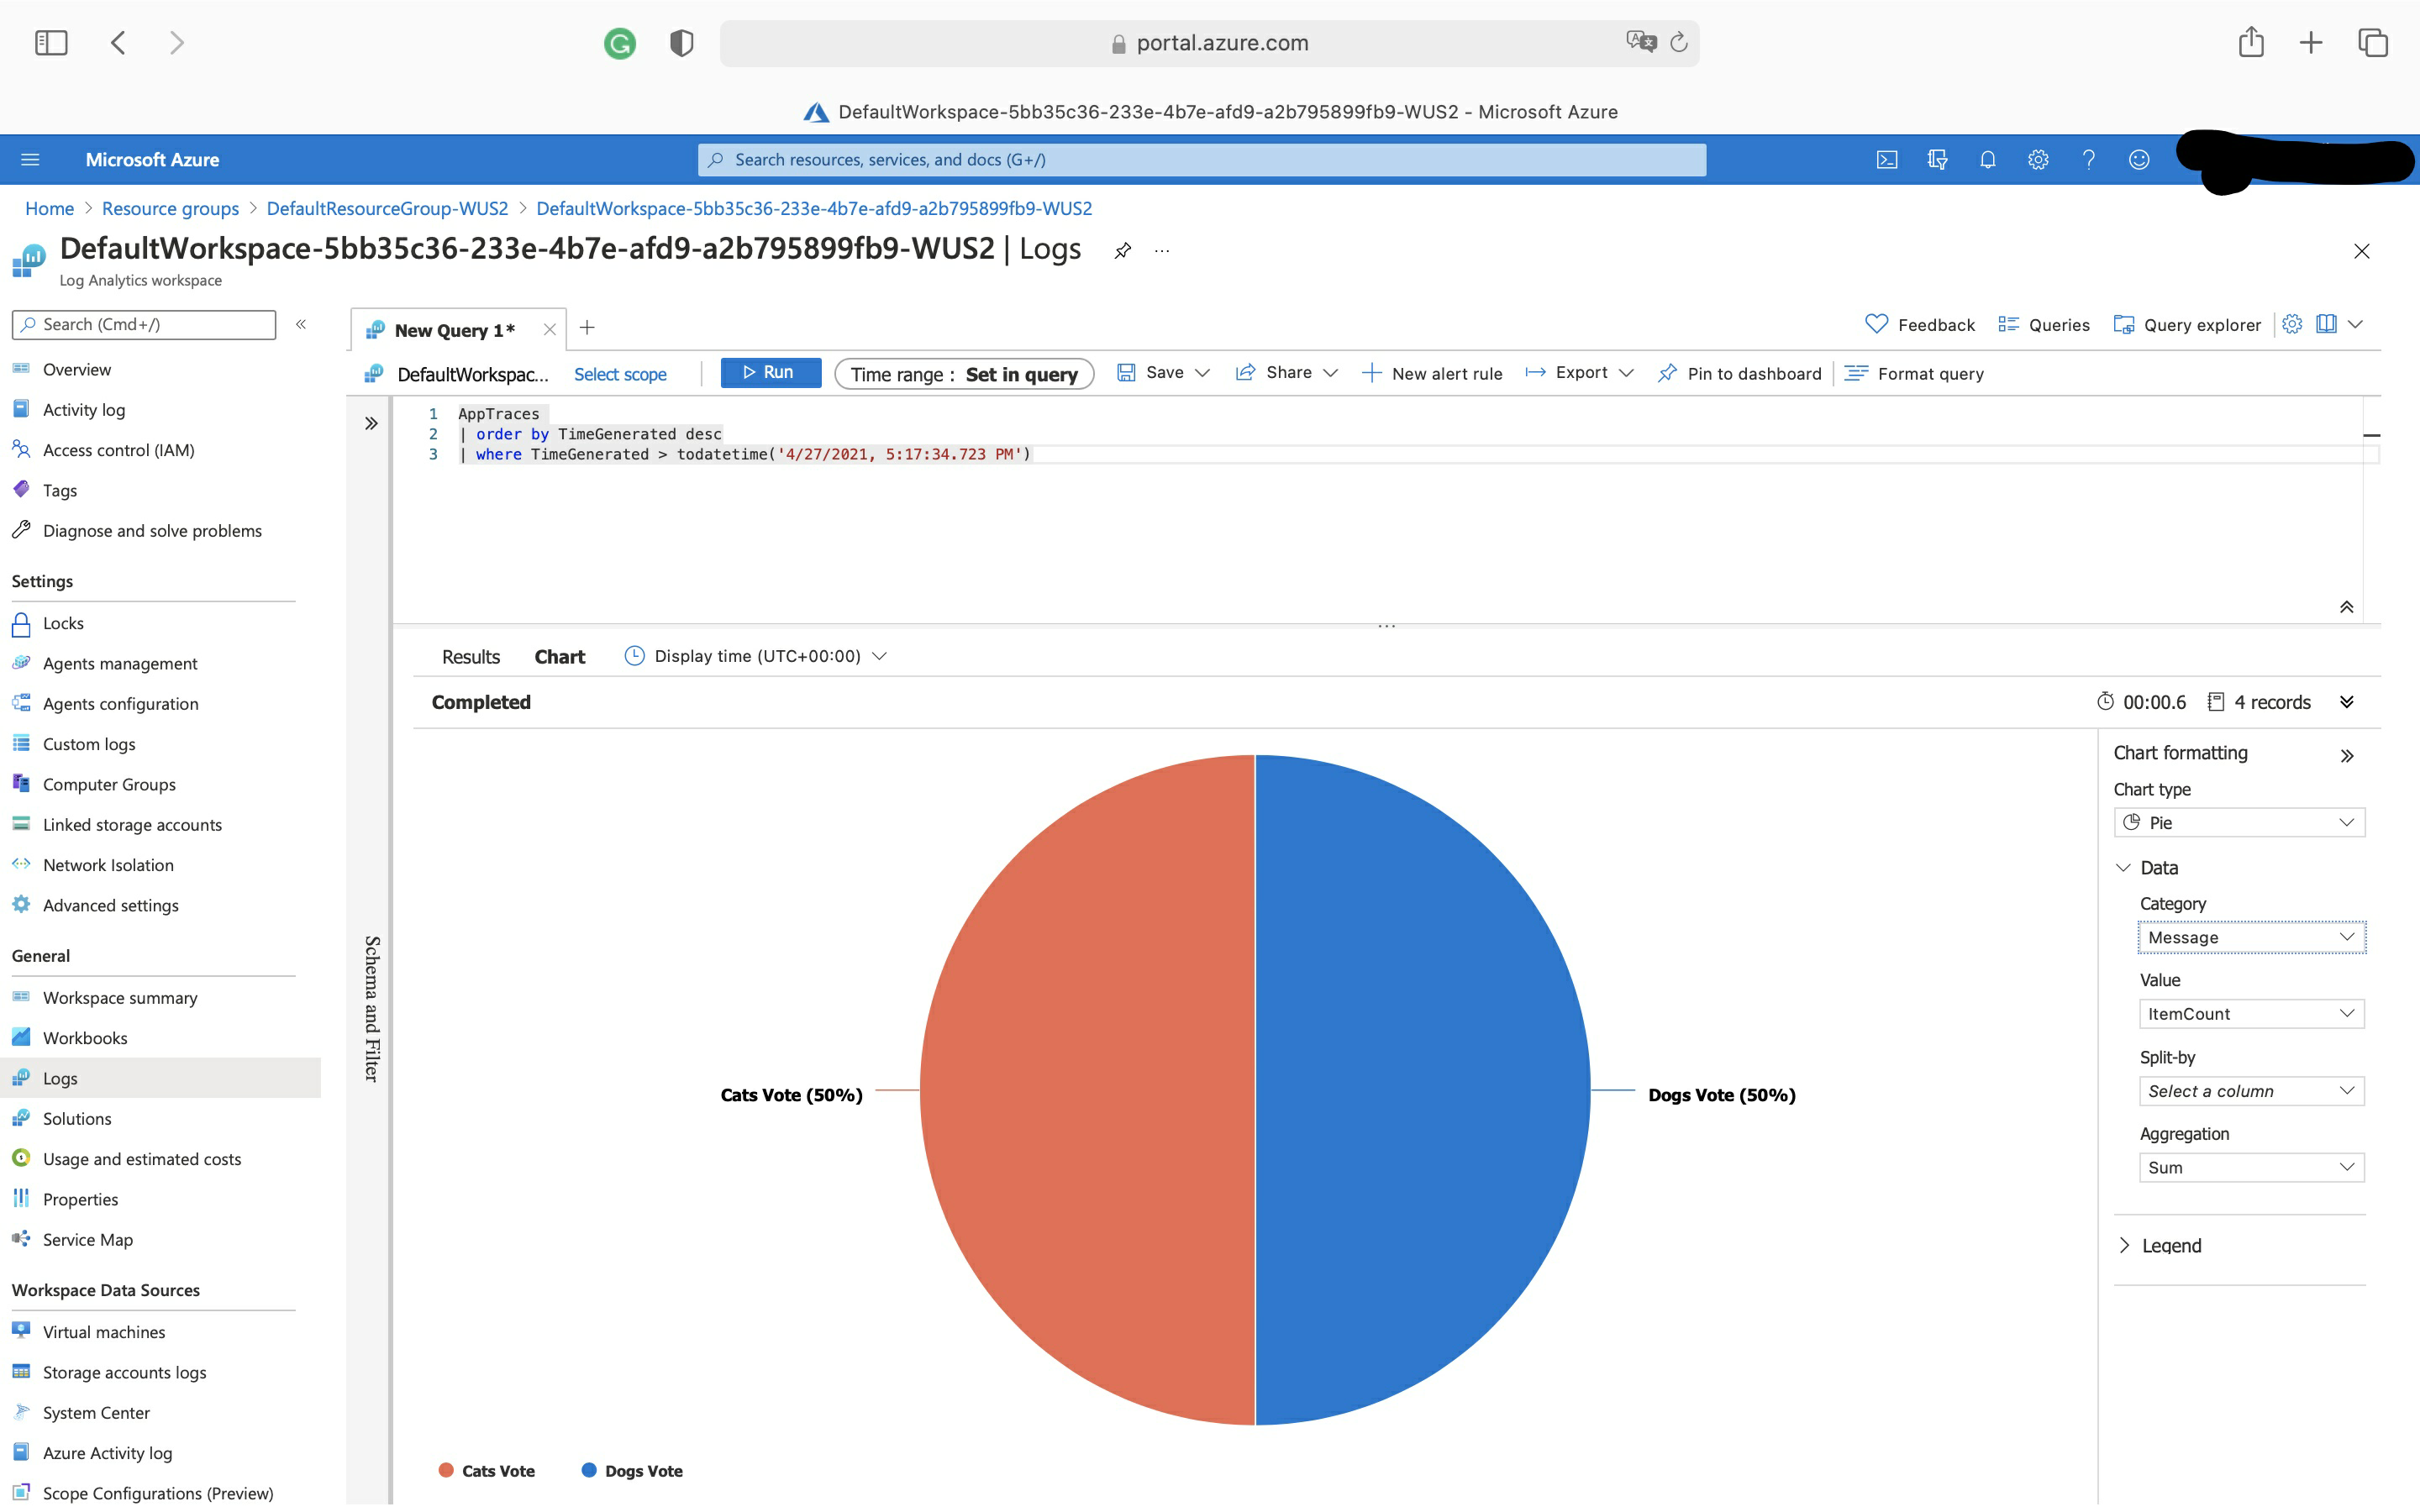 portal.azure.com
DefaultWorkspace-5bb35c36-233e-4b7e-afd9-a2b795899fb9-WUS2 - Microsoft Azure
Microsoft Azure
Search resources, services, and docs (G+/)
Home > Resource groups > DefaultResourceGroup-WUS2 > DefaultWorkspace-5bb35c36-233e-4b7e-afd9-a2b795899fb9-WUS2
DefaultWorkspace-5bb35c36-233e-4b7e-afd9-a2b795899fb9-WUS2 | Logs
Log Analytics workspace
Search (Cmd+/)
Overview
Activity log
Access control (IAM)
Tags
Diagnose and solve problems
Settings
Locks
Agents management
Agents configuration
Custom logs
Computer Groups
Linked storage accounts
Network Isolation
Advanced settings
General
Workspace summary
Workbooks
Logs
Solutions
Usage and estimated costs
Properties
Service Map
Workspace Data Sources
Virtual machines
Storage accounts logs
System Center
Azure Activity log
Scope Configurations (Preview)
New Query 1*
Feedback
Queries
Query explorer
DefaultWorkspac...
Select scope
Run
Time range : Set in query
Save
Share
New alert rule
Export
Pin to dashboard
Format query
Schema and Filter
1 AppTraces
2 | order by TimeGenerated desc
3 | where TimeGenerated > todatetime('4/27/2021, 5:17:34.723 PM')
Results
Chart
Display time (UTC+00:00)
Completed
00:00.6
4 records
Cats Vote (50%)
Dogs Vote (50%)
Cats Vote
Dogs Vote
Chart formatting
Chart type
Pie
Data
Category
Message
Value
ItemCount
Split-by
Select a column
Aggregation
Sum
Legend